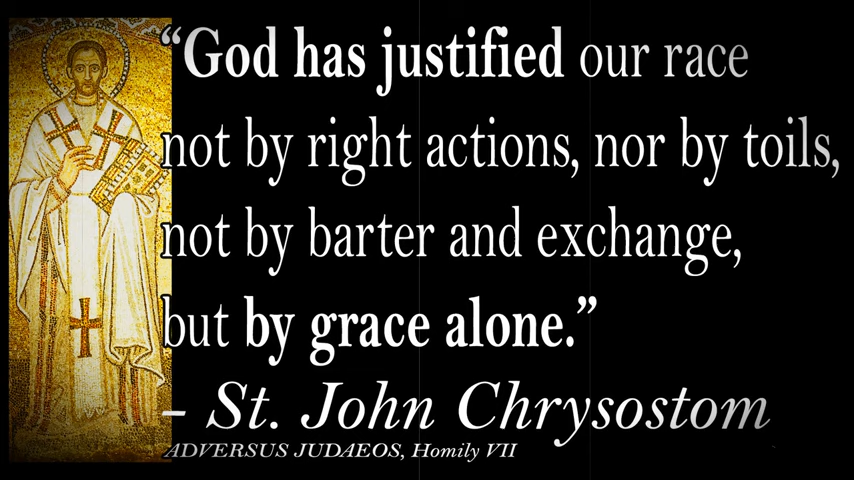 “God has justified our race
not by right actions, nor by toils,
not by barter and exchange,
but by grace alone.”
– St. John Chrysostom
ADVERSUS JUDAEOS, Homily VII